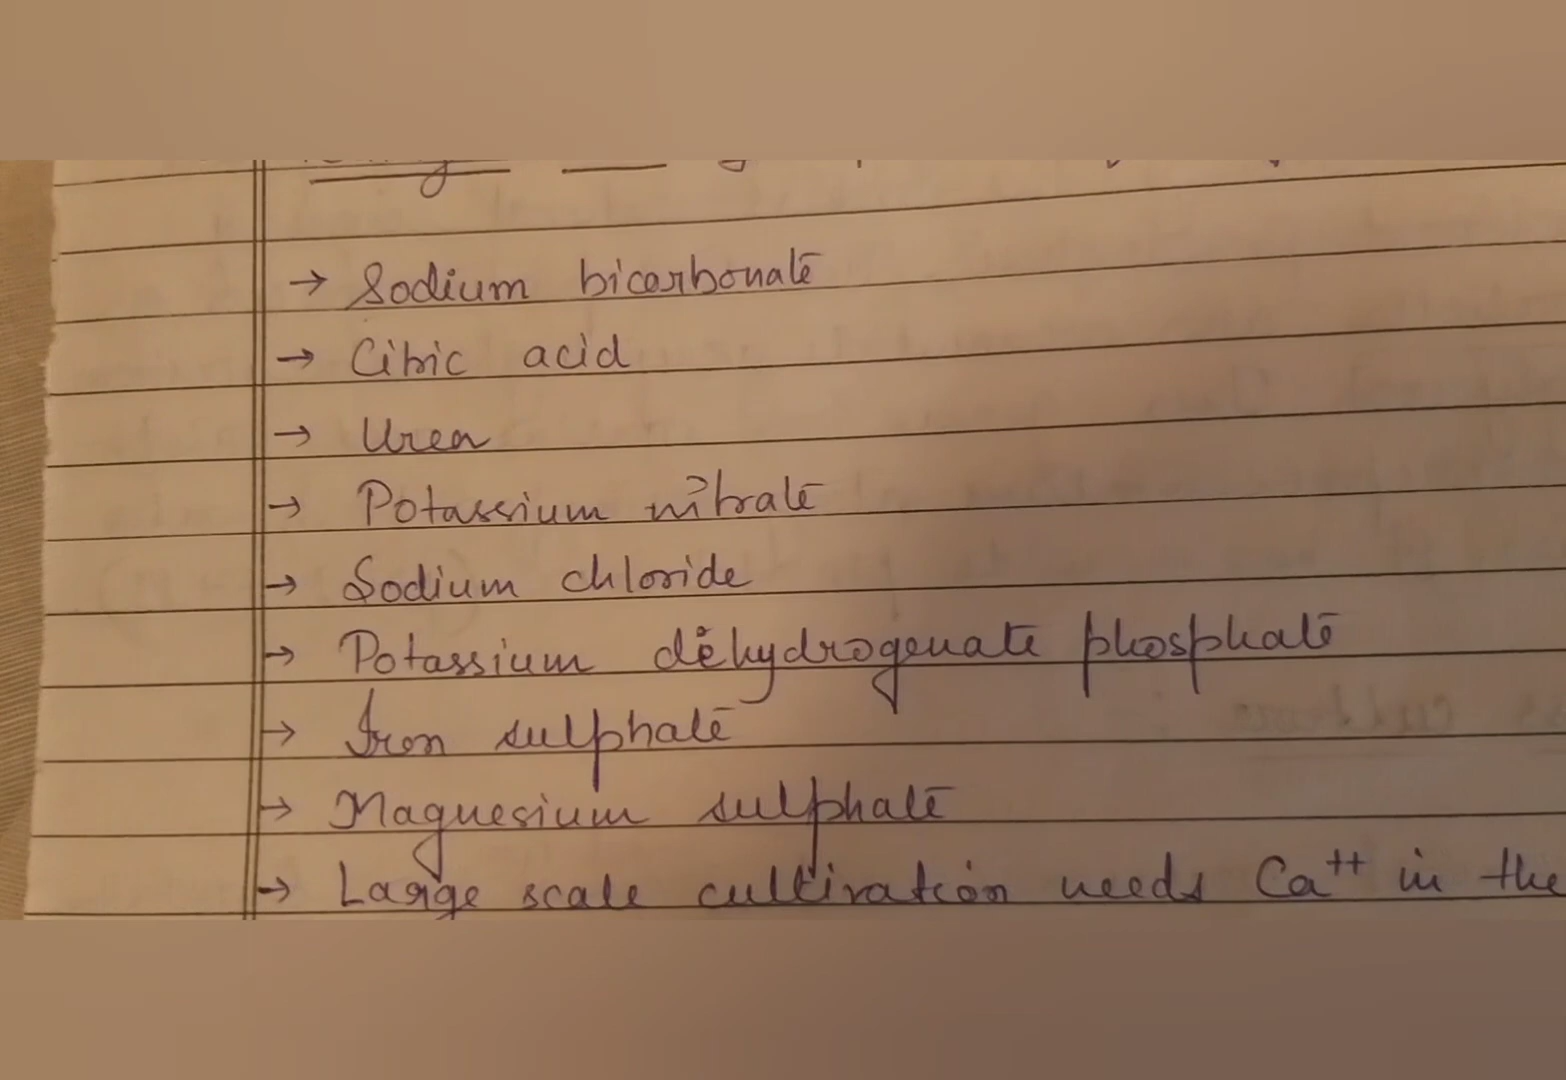 → Sodium bicarbonate
→ Citric acid
→ Urea
→ Potassium nitrate
→ Sodium chloride
→ Potassium dihydrogenate phosphate
→ Iron sulphate
→ Magnesium sulphate
→ Large scale cultivation needs Ca++ in the